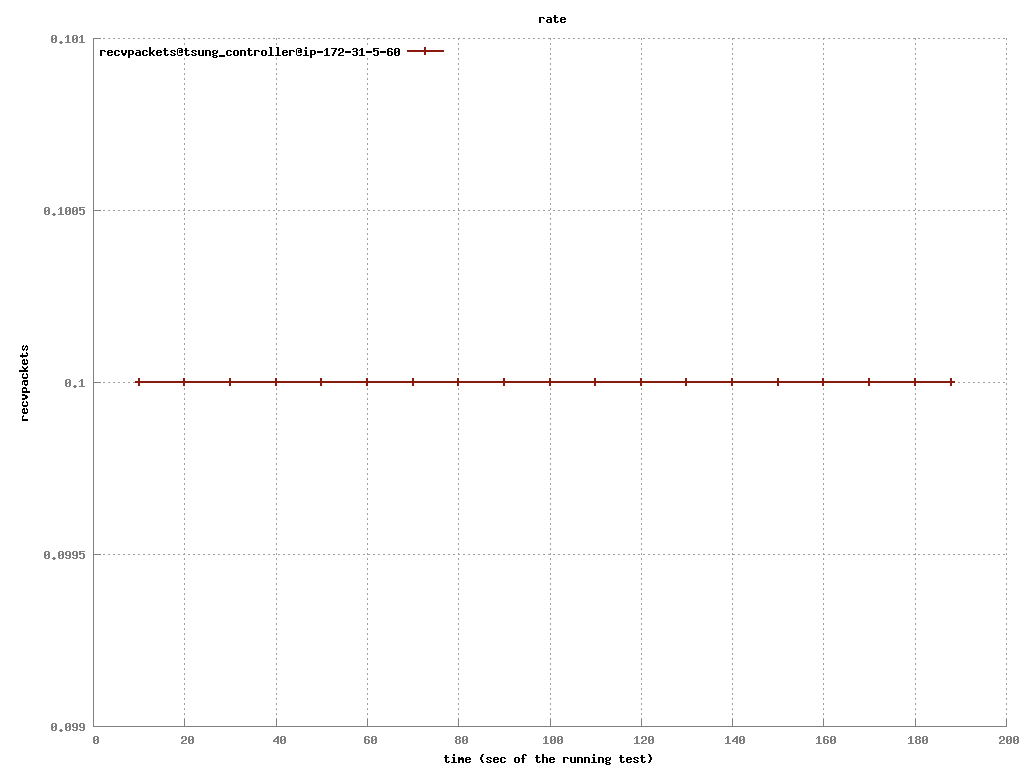 rate
0.101
recvpackets@tsung_controller@ip-172-31-5-60
0.1005
0.1
recvpackets
0.0995
0.099
0 20 40 60 80 100 120 140 160 180 200
time (sec of the running test)